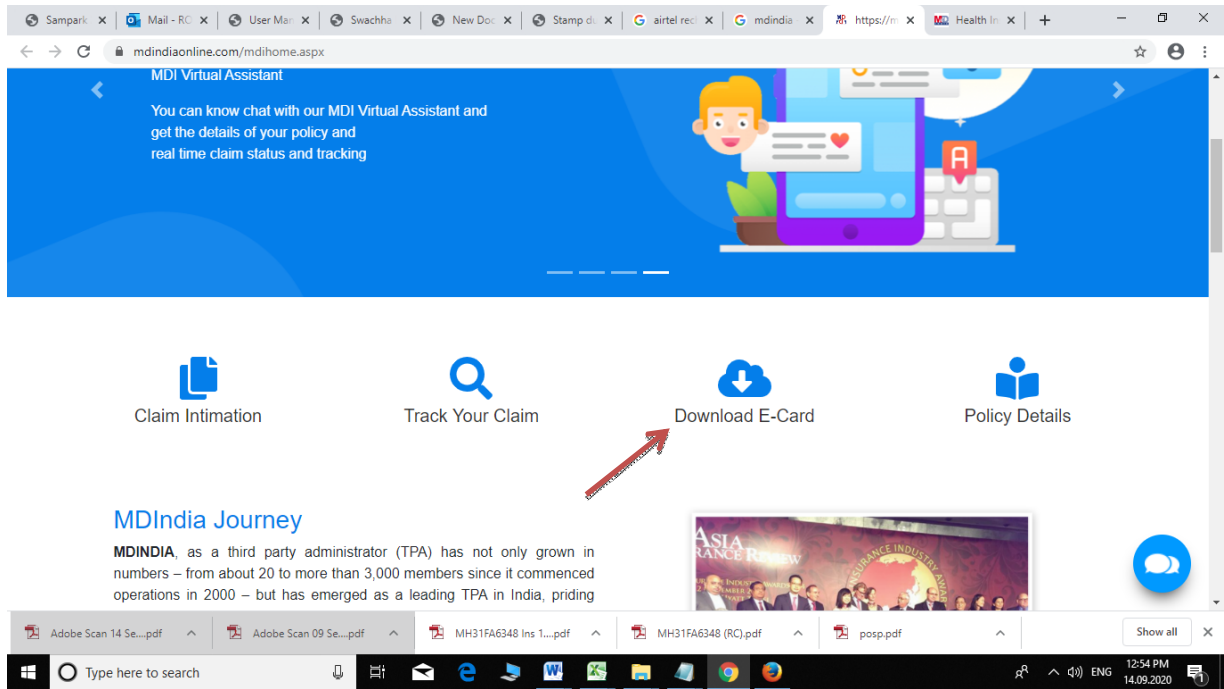 Sampark
Mail - RO
User Man
Swachha
New Doc
Stamp du
airtel rech
mdindia
https://m
Health In
mdindiaonline.com/mdihome.aspx
MDI Virtual Assistant
You can know chat with our MDI Virtual Assistant and
get the details of your policy and
real time claim status and tracking
A
Claim Intimation
Track Your Claim
Download E-Card
Policy Details
MDIndia Journey
MDINDIA, as a third party administrator (TPA) has not only grown in
numbers – from about 20 to more than 3,000 members since it commenced
operations in 2000 – but has emerged as a leading TPA in India, priding
ASIA
INSURANCE INDUSTRY
Adobe Scan 14 Se....pdf
Adobe Scan 09 Se....pdf
MH31FA6348 Ins 1....pdf
MH31FA6348 (RC).pdf
posp.pdf
Show all
Type here to search
ENG
12:54 PM
14.09.2020
1